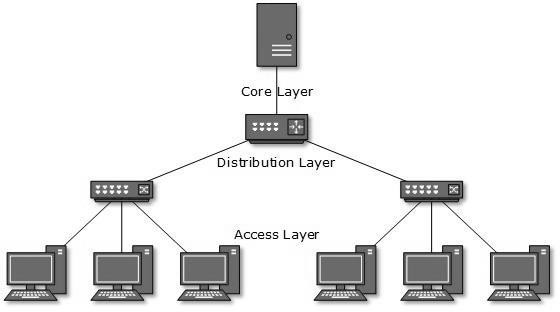 Core Layer
Distribution Layer
Access Layer